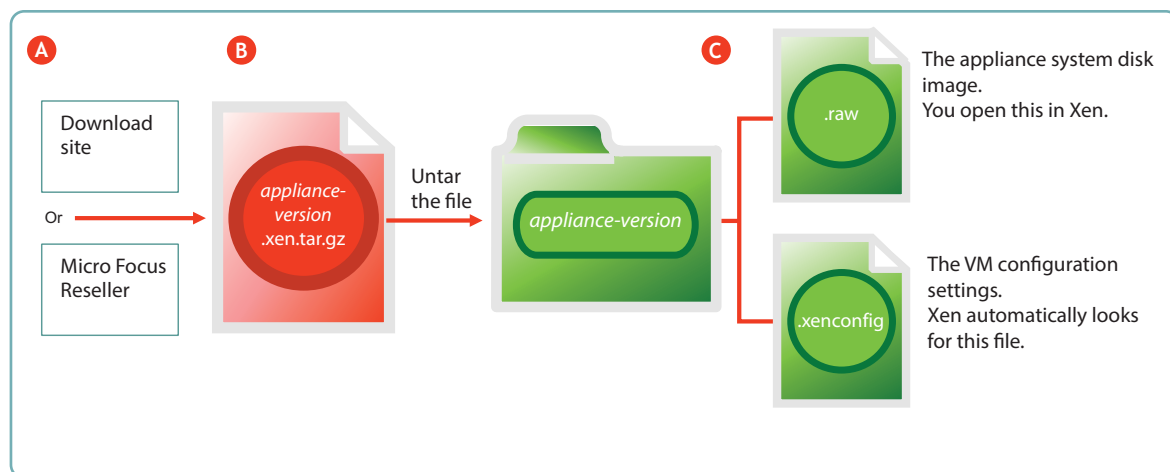 A
B
C
Download
site
Or
Micro Focus
Reseller
appliance-
version
.xen.tar.gz
Untar
the file
appliance-version
.raw
The appliance system disk
image.
You open this in Xen.
.xenconfig
The VM configuration
settings.
Xen automatically looks
for this file.